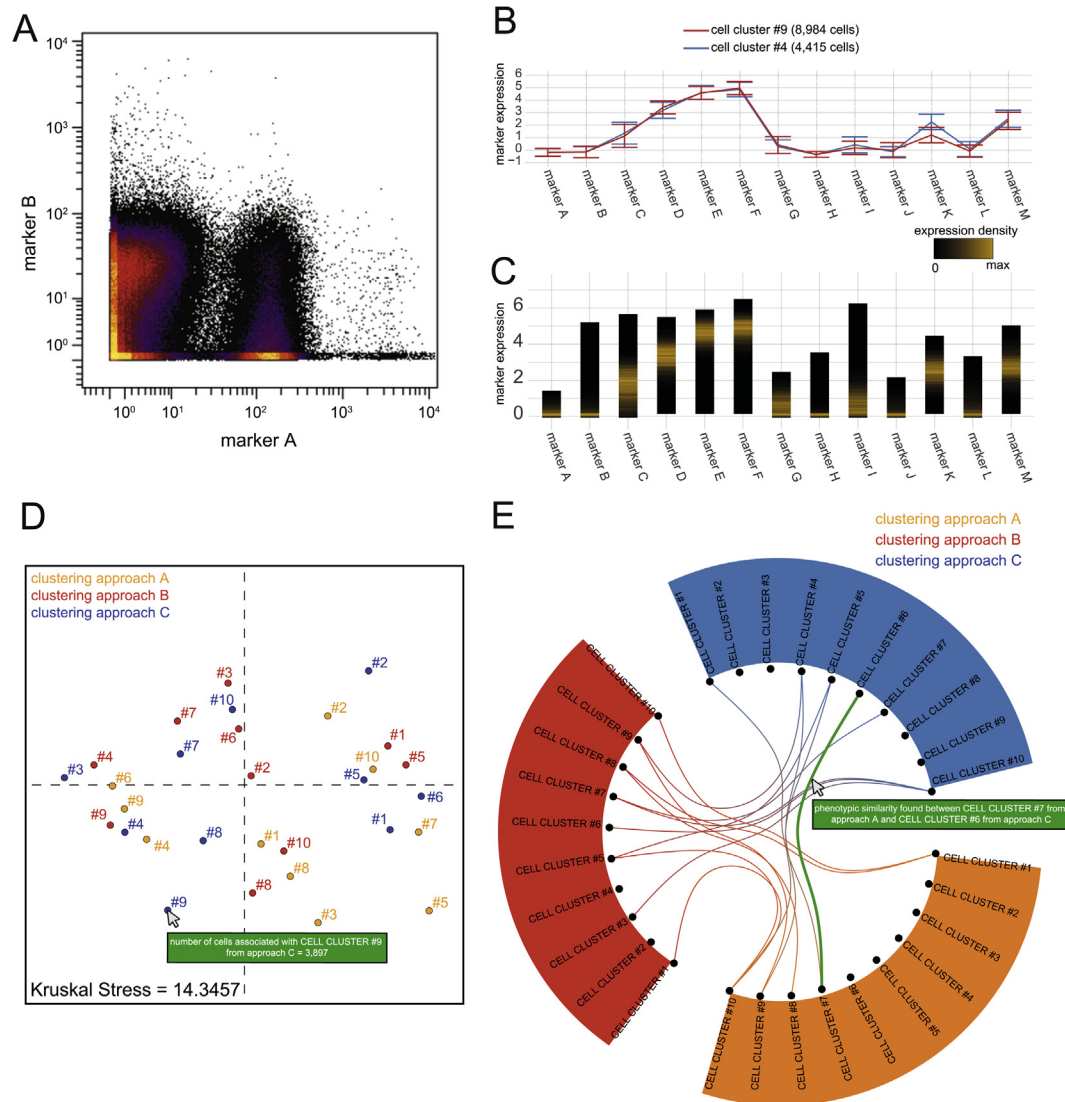 A
10⁴
10³
10²
10¹
10⁰
marker B
10⁰ 10¹ 10² 10³ 10⁴
marker A
B
cell cluster #9 (8,984 cells)
cell cluster #4 (4,415 cells)
marker expression
6
5
4
3
2
1
0
−1
marker A
marker B
marker C
marker D
marker E
marker F
marker G
marker H
marker I
marker J
marker K
marker L
marker M
expression density
0 max
C
marker expression
6
4
2
0
marker A
marker B
marker C
marker D
marker E
marker F
marker G
marker H
marker I
marker J
marker K
marker L
marker M
D
clustering approach A
clustering approach B
clustering approach C
#2
#3
#10
#2
#7
#6
#1
#7
#4
#5
#10
#3
#2
#5
#6
#6
#9
#9
#4
#1
#7
#4
#8
#1
#10
#8
#8
#9
#5
#3
number of cells associated with CELL CLUSTER #9
from approach C = 3,897
Kruskal Stress = 14.3457
E
clustering approach A
clustering approach B
clustering approach C
CELL CLUSTER #1
CELL CLUSTER #2
CELL CLUSTER #3
CELL CLUSTER #4
CELL CLUSTER #5
CELL CLUSTER #6
CELL CLUSTER #7
CELL CLUSTER #8
CELL CLUSTER #9
CELL CLUSTER #10
phenotypic similarity found between CELL CLUSTER #7 from
approach A and CELL CLUSTER #6 from approach C
CELL CLUSTER #1
CELL CLUSTER #2
CELL CLUSTER #3
CELL CLUSTER #4
CELL CLUSTER #5
CELL CLUSTER #6
CELL CLUSTER #7
CELL CLUSTER #8
CELL CLUSTER #9
CELL CLUSTER #10
CELL CLUSTER #10
CELL CLUSTER #9
CELL CLUSTER #8
CELL CLUSTER #7
CELL CLUSTER #6
CELL CLUSTER #5
CELL CLUSTER #4
CELL CLUSTER #3
CELL CLUSTER #2
CELL CLUSTER #1